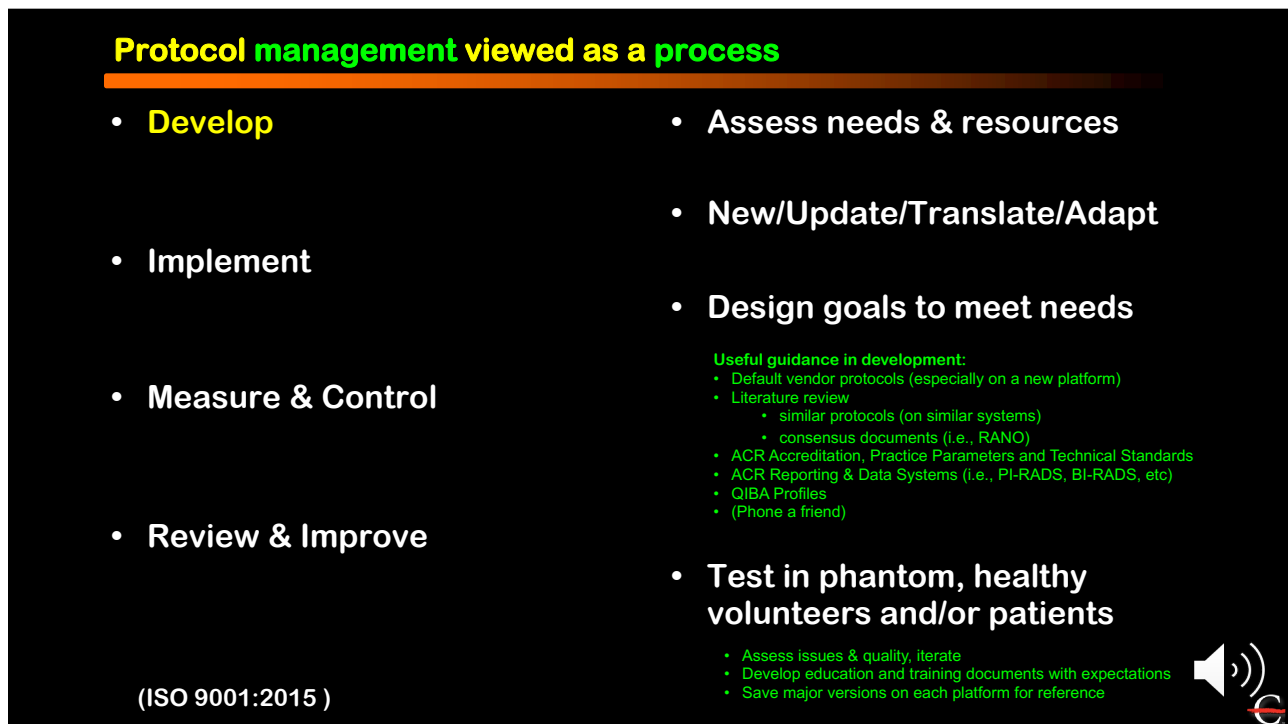 Protocol management viewed as a process
• Develop
• Implement
• Measure & Control
• Review & Improve
(ISO 9001:2015 )
• Assess needs & resources
• New/Update/Translate/Adapt
• Design goals to meet needs
Useful guidance in development:
• Default vendor protocols (especially on a new platform)
• Literature review
• similar protocols (on similar systems)
• consensus documents (i.e., RANO)
• ACR Accreditation, Practice Parameters and Technical Standards
• ACR Reporting & Data Systems (i.e., PI-RADS, BI-RADS, etc)
• QIBA Profiles
• (Phone a friend)
• Test in phantom, healthy
volunteers and/or patients
• Assess issues & quality, iterate
• Develop education and training documents with expectations
• Save major versions on each platform for reference